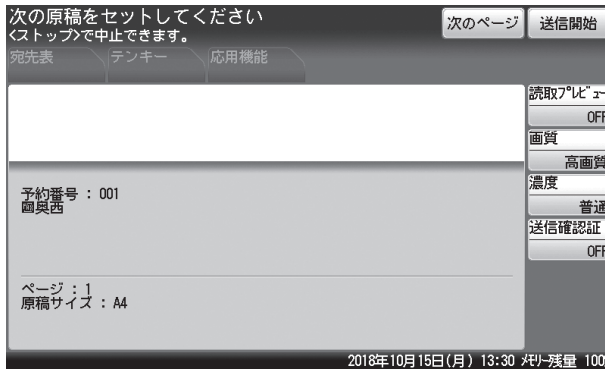 次の原稿をセットしてください
<ストップ>で中止できます。
次のページ
送信開始
宛先表
テンキー
応用機能
読取プレビュー
OFF
画質
高画質
濃度
普通
送信確認証
OFF
予約番号 : 001
奥西
ページ : 1
原稿サイズ : A4
2018年10月15日(月) 13:30 メモリー残量 100%